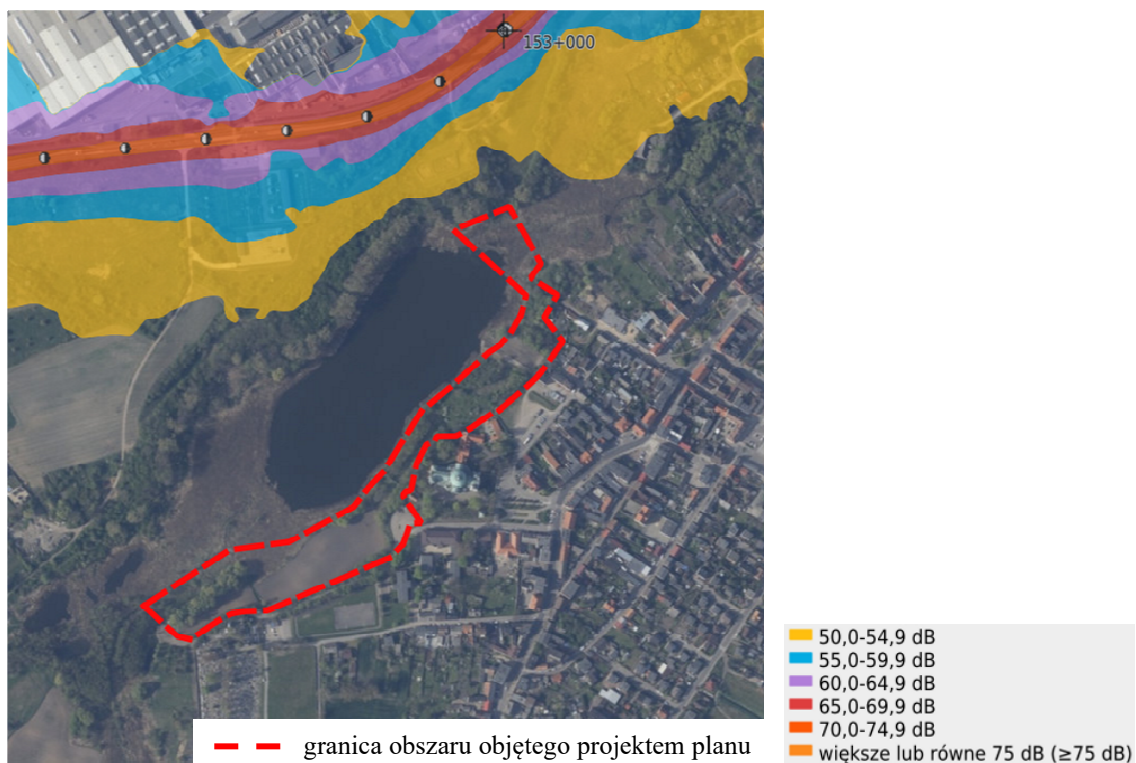 153+000
granica obszaru objętego projektem planu
50,0-54,9 dB
55,0-59,9 dB
60,0-64,9 dB
65,0-69,9 dB
70,0-74,9 dB
większe lub równe 75 dB (≥75 dB)